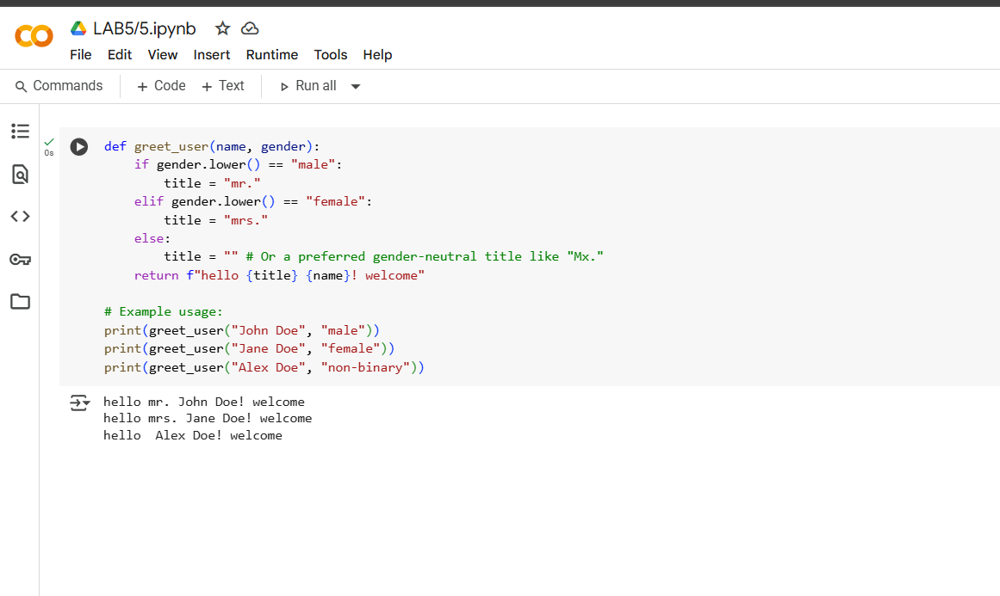 LAB5/5.ipynb
File Edit View Insert Runtime Tools Help
Commands + Code + Text Run all
0s
def greet_user(name, gender):
    if gender.lower() == "male":
        title = "mr."
    elif gender.lower() == "female":
        title = "mrs."
    else:
        title = "" # Or a preferred gender-neutral title like "Mx."
    return f"hello {title} {name}! welcome"

# Example usage:
print(greet_user("John Doe", "male"))
print(greet_user("Jane Doe", "female"))
print(greet_user("Alex Doe", "non-binary"))
hello mr. John Doe! welcome
hello mrs. Jane Doe! welcome
hello  Alex Doe! welcome